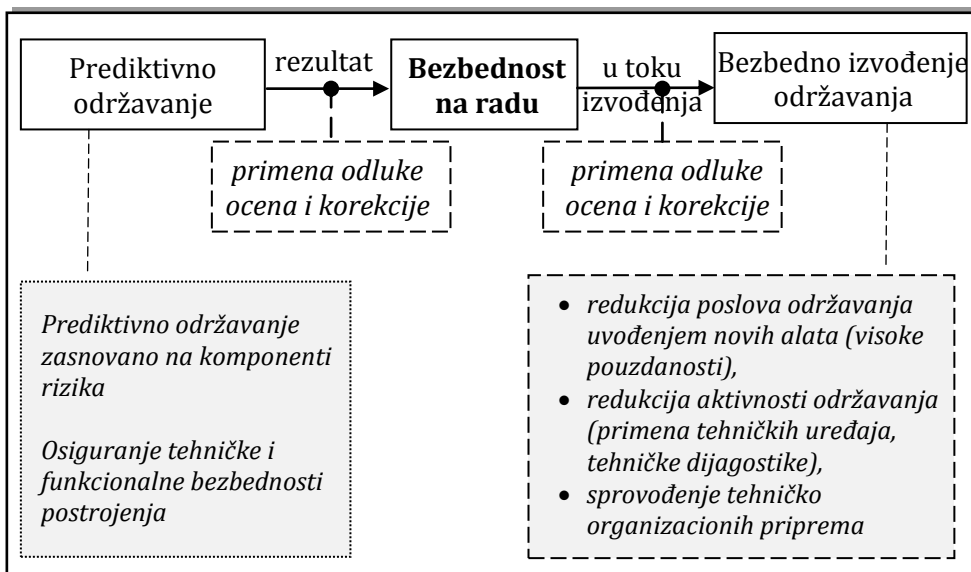 Prediktivno
održavanje
rezultat
Bezbednost
na radu
u toku
izvođenja
Bezbedno izvođenje
održavanja
primena odluke
ocena i korekcije
primena odluke
ocena i korekcije
Prediktivno održavanje
zasnovano na komponenti
rizika
Osiguranje tehničke i
funkcionalne bezbednosti
postrojenja
• redukcija poslova održavanja
uvođenjem novih alata (visoke
pouzdanosti),
• redukcija aktivnosti održavanja
(primena tehničkih uređaja,
tehničke dijagostike),
• sprovođenje tehničko
organizacionih priprema